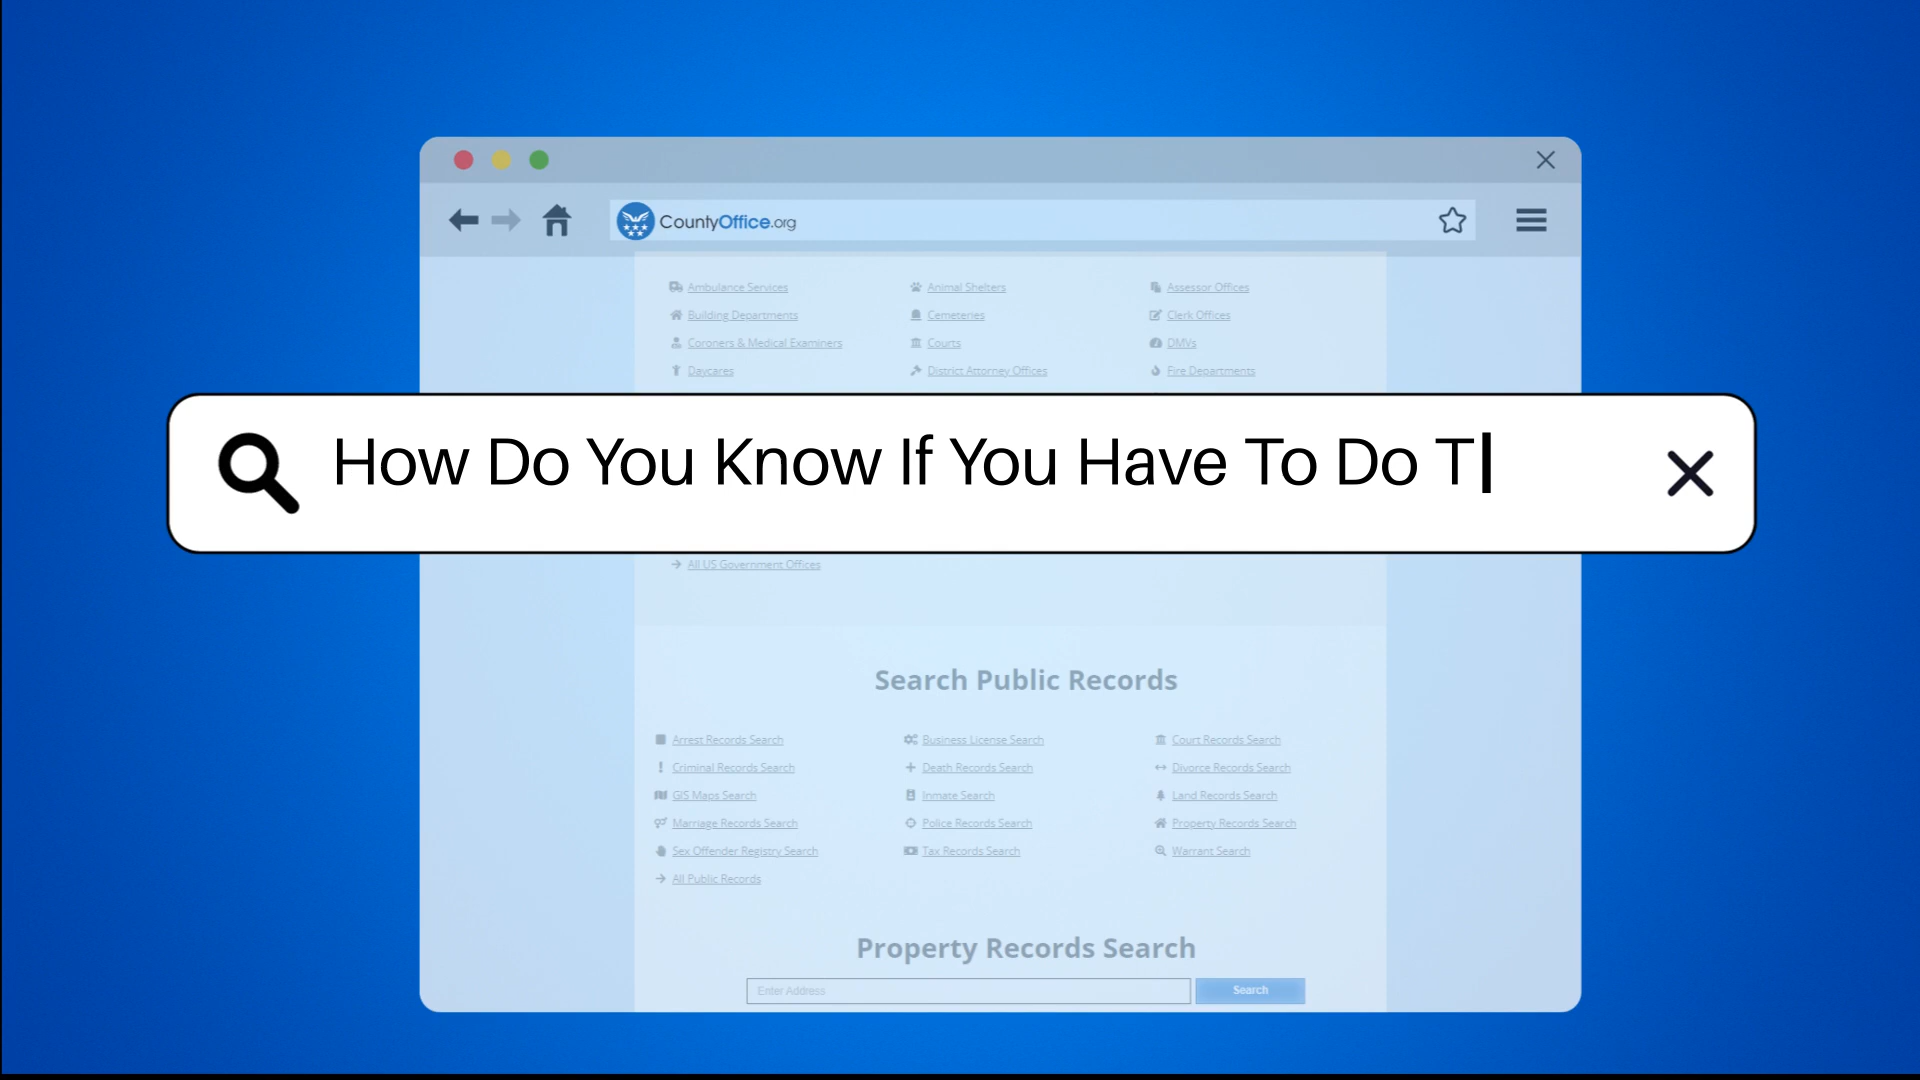 CountyOffice.org
Ambulance Services Animal Shelters Assessor Offices
Building Departments Cemeteries Clerk Offices
Coroners & Medical Examiners Courts DMVs
Daycares District Attorney Offices Fire Departments
How Do You Know If You Have To Do T
All US Government Offices
Search Public Records
Arrest Records Search Business License Search Court Records Search
Criminal Records Search Death Records Search Divorce Records Search
GIS Maps Search Inmate Search Land Records Search
Marriage Records Search Police Records Search Property Records Search
Sex Offender Registry Search Tax Records Search Warrant Search
All Public Records
Property Records Search
Enter Address Search